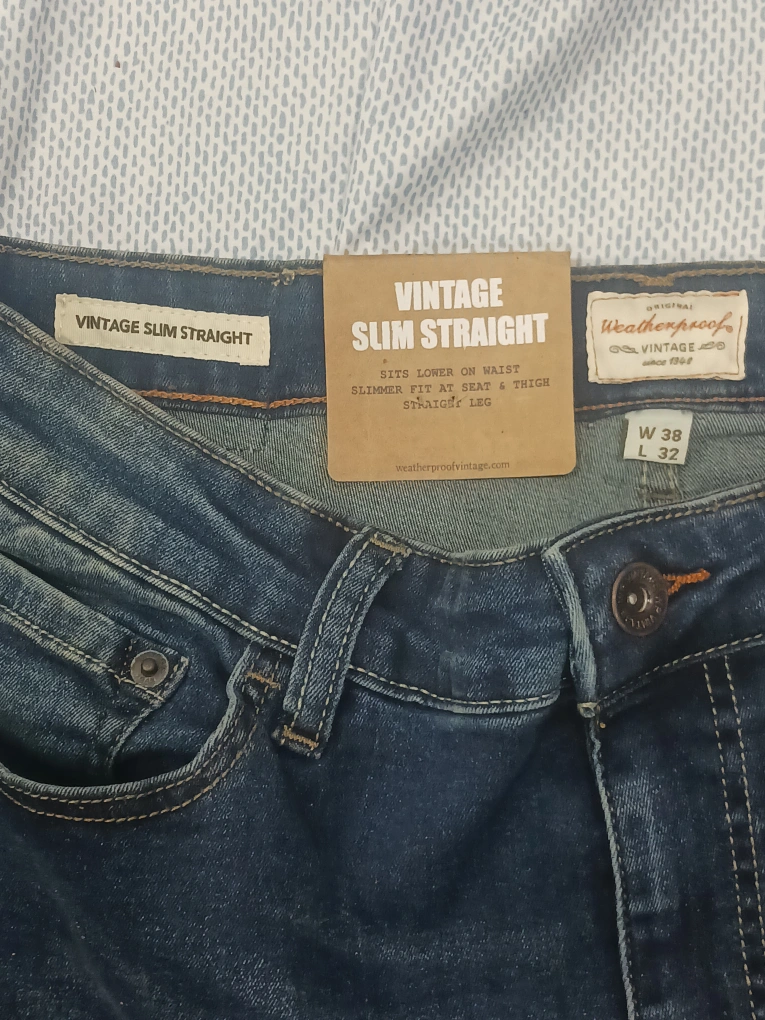 VINTAGE SLIM STRAIGHT
VINTAGE
SLIM STRAIGHT
SITS LOWER ON WAIST
SLIMMER FIT AT SEAT & THIGH
STRAIGHT LEG
weatherproofvintage.com
ORIGINAL
Weatherproof
VINTAGE
since 1948
W 38
L 32